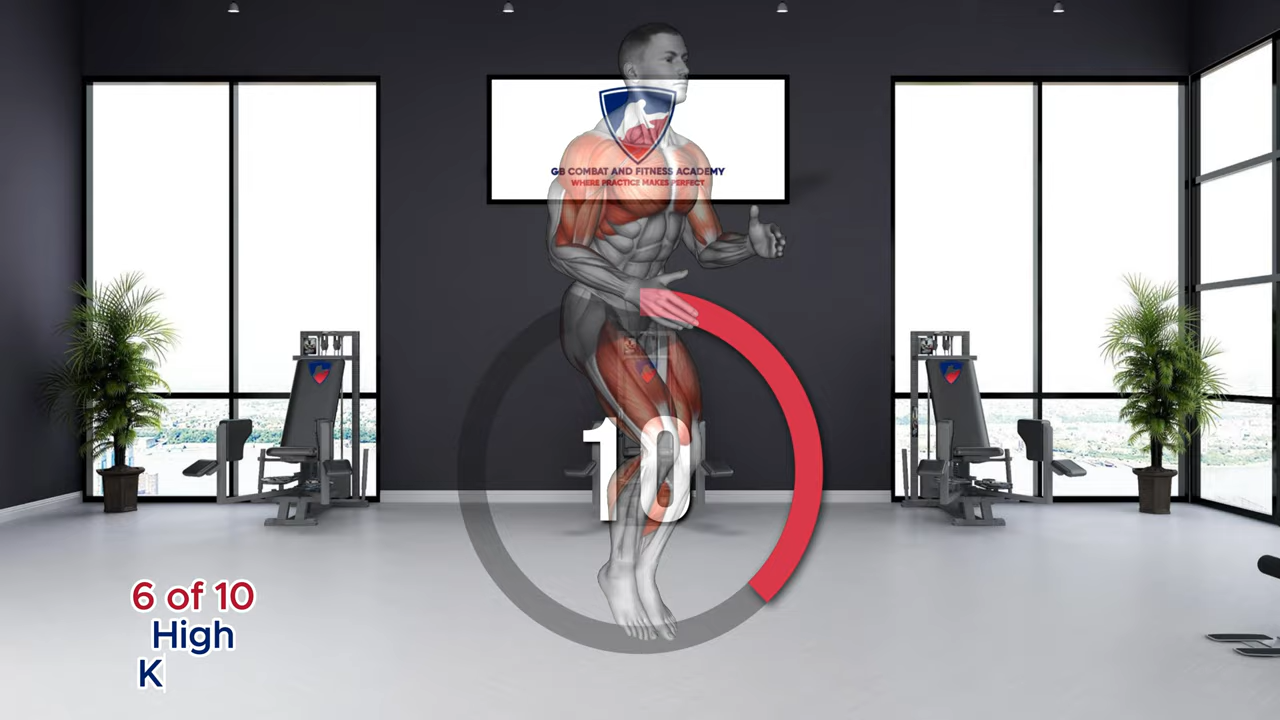 GB COMBAT AND FITNESS ACADEMY
WHERE PRACTICE MAKES PERFECT
10
6 of 10
High
K